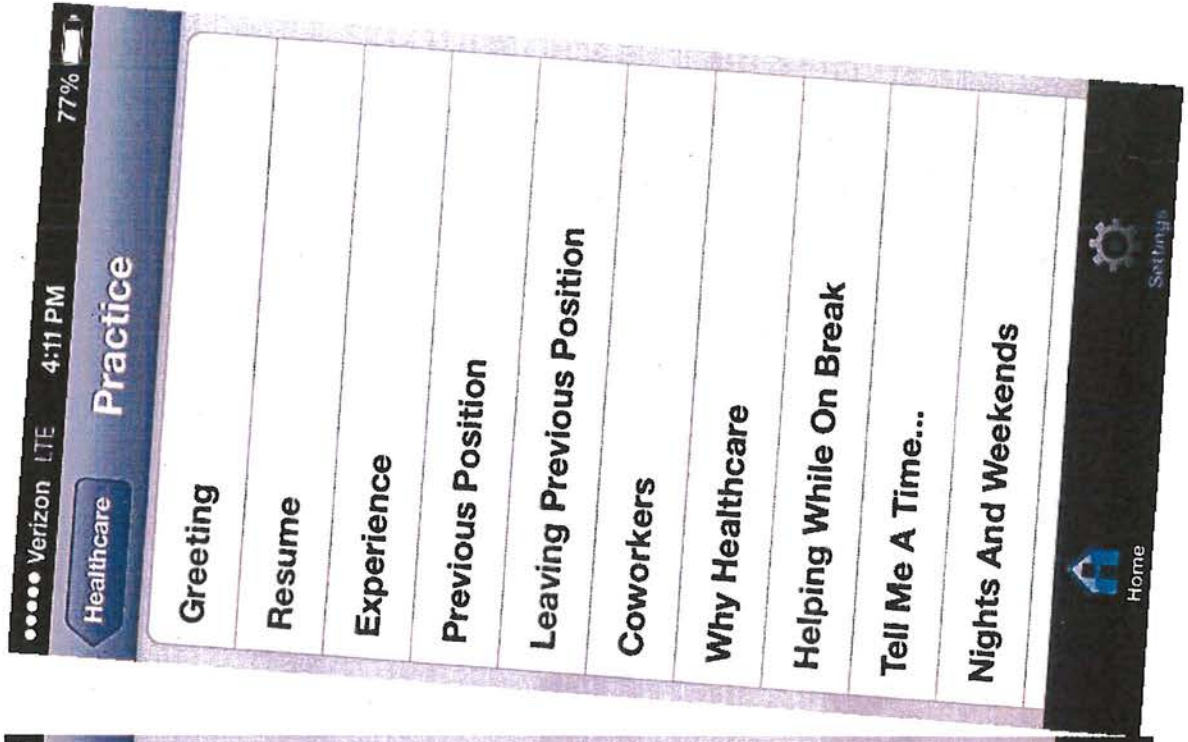 Verizon LTE 4:11 PM 77%
Healthcare Practice
Greeting
Resume
Experience
Previous Position
Leaving Previous Position
Coworkers
Why Healthcare
Helping While On Break
Tell Me A Time...
Nights And Weekends
Home Settings